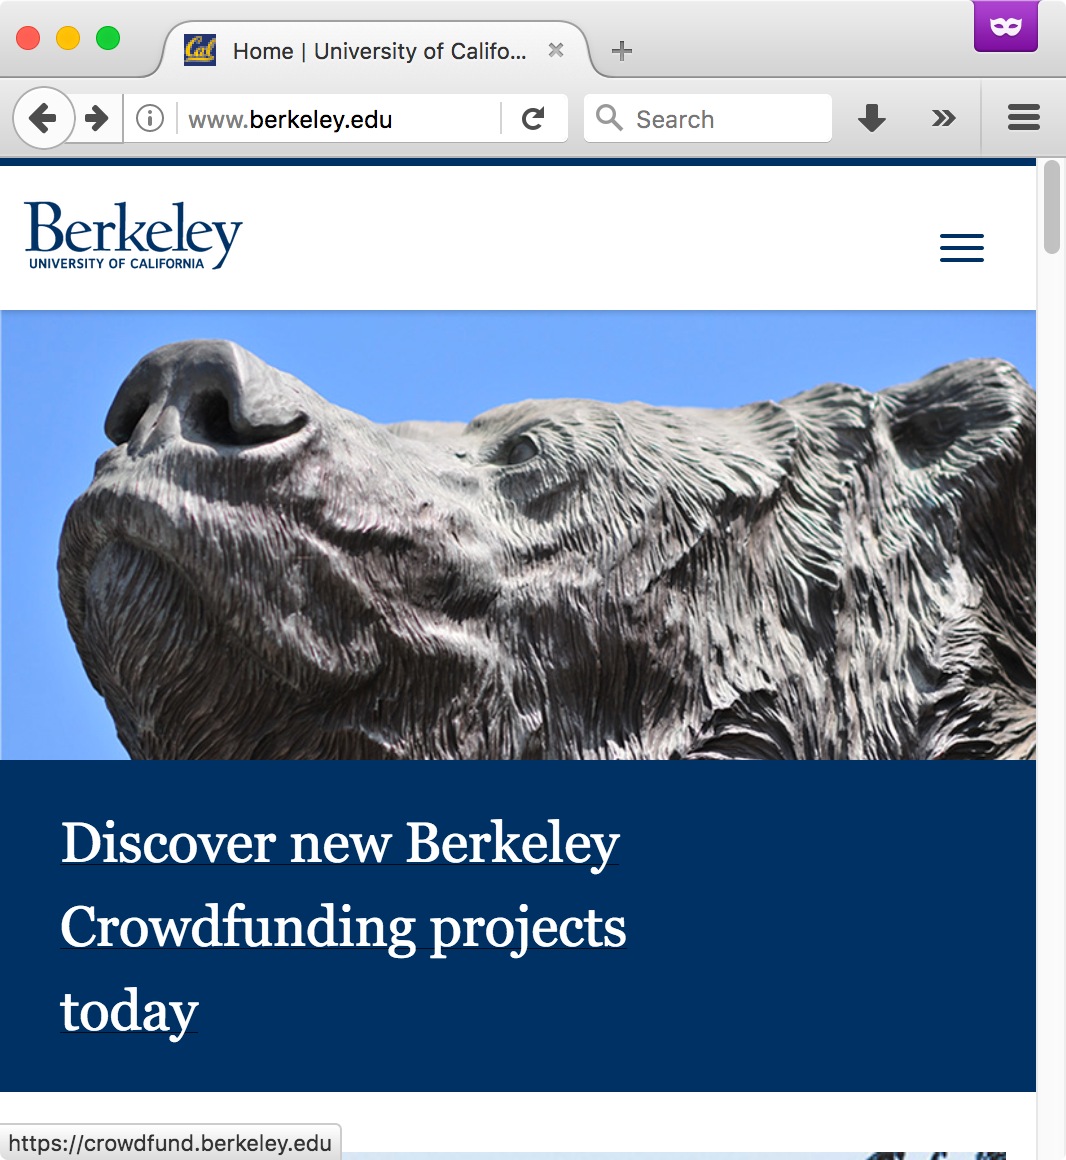 Cal
Home | University of Califo...
www.berkeley.edu
Search
Berkeley
UNIVERSITY OF CALIFORNIA
Discover new Berkeley
Crowdfunding projects
today
https://crowdfund.berkeley.edu